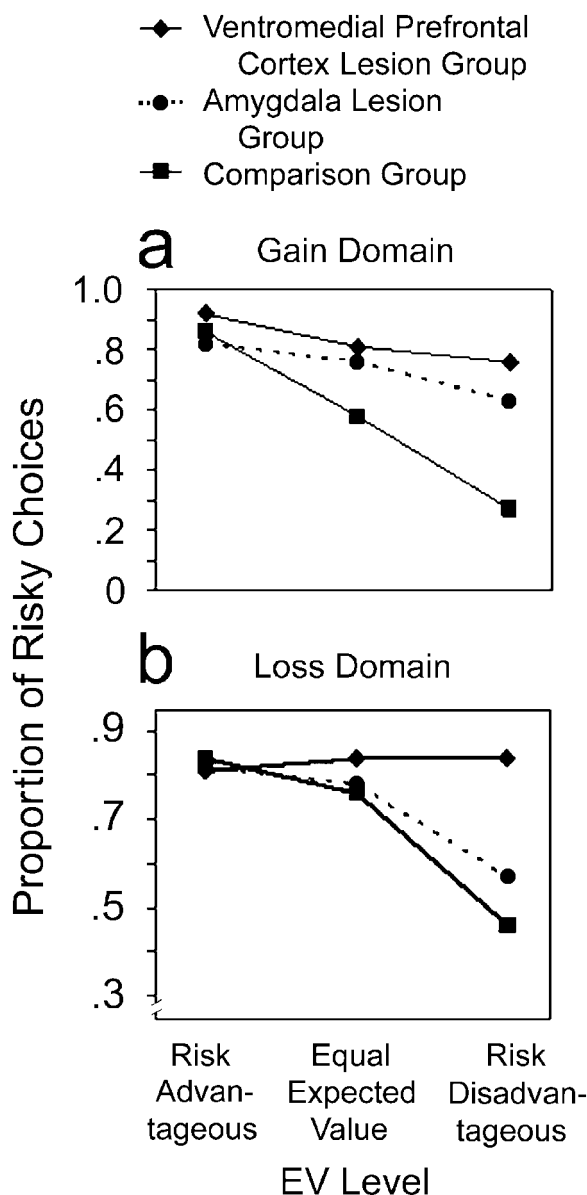 Ventromedial Prefrontal
Cortex Lesion Group
Amygdala Lesion
Group
Comparison Group
a Gain Domain
1.0
.8
.6
.4
.2
0
Proportion of Risky Choices
b Loss Domain
.9
.7
.5
.3
Risk
Advan-
tageous
Equal
Expected
Value
Risk
Disadvan-
tageous
EV Level